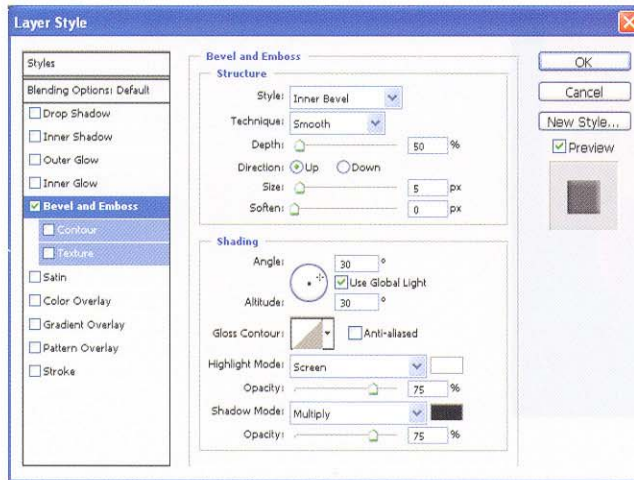 Layer Style
Styles
Blending Options: Default
Drop Shadow
Inner Shadow
Outer Glow
Inner Glow
Bevel and Emboss
Contour
Texture
Satin
Color Overlay
Gradient Overlay
Pattern Overlay
Stroke
Bevel and Emboss
Structure
Style: Inner Bevel
Technique: Smooth
Depth: 50 %
Direction: Up Down
Size: 5 px
Soften: 0 px
Shading
Angle: 30 °
Use Global Light
Altitude: 30 °
Gloss Contour: Anti-aliased
Highlight Mode: Screen
Opacity: 75 %
Shadow Mode: Multiply
Opacity: 75 %
OK
Cancel
New Style...
Preview